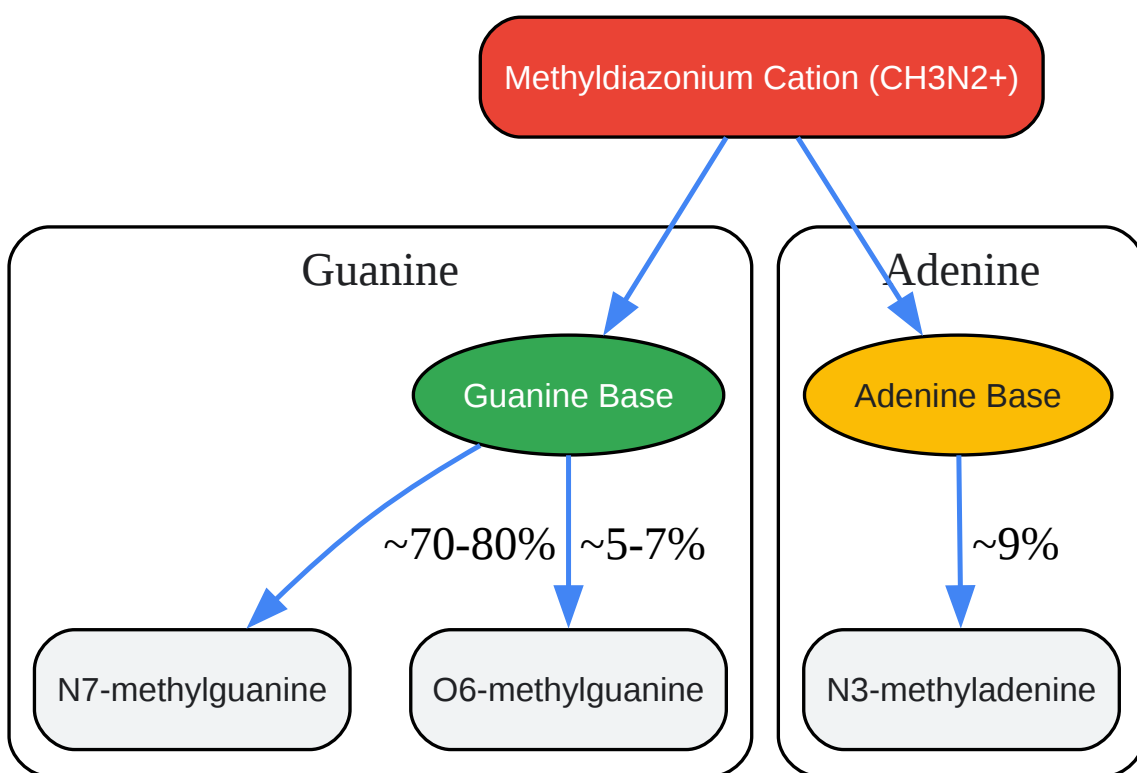 Methyldiazonium Cation (CH3N2+)
Guanine
Adenine
Guanine Base
Adenine Base
~70-80%
~5-7%
~9%
N7-methylguanine
O6-methylguanine
N3-methyladenine